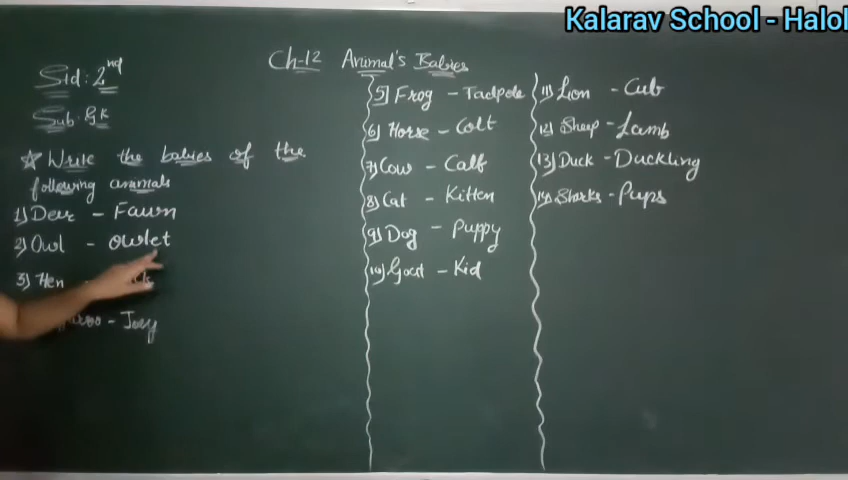 Kalarav School - Halol
Ch-12 Animal's Babies
Std: 2nd
Sub: GK
☆ Write the babies of the
following animals
1) Deer - Fawn
2) Owl - Owlet
3) Hen
- Joey
5) Frog - Tadpole
6) Horse - Colt
7) Cow - Calf
8) Cat - Kitten
9) Dog - Puppy
10) Goat - Kid
11) Lion - Cub
12) Sheep - Lamb
13) Duck - Duckling
14) Sharks - Pups